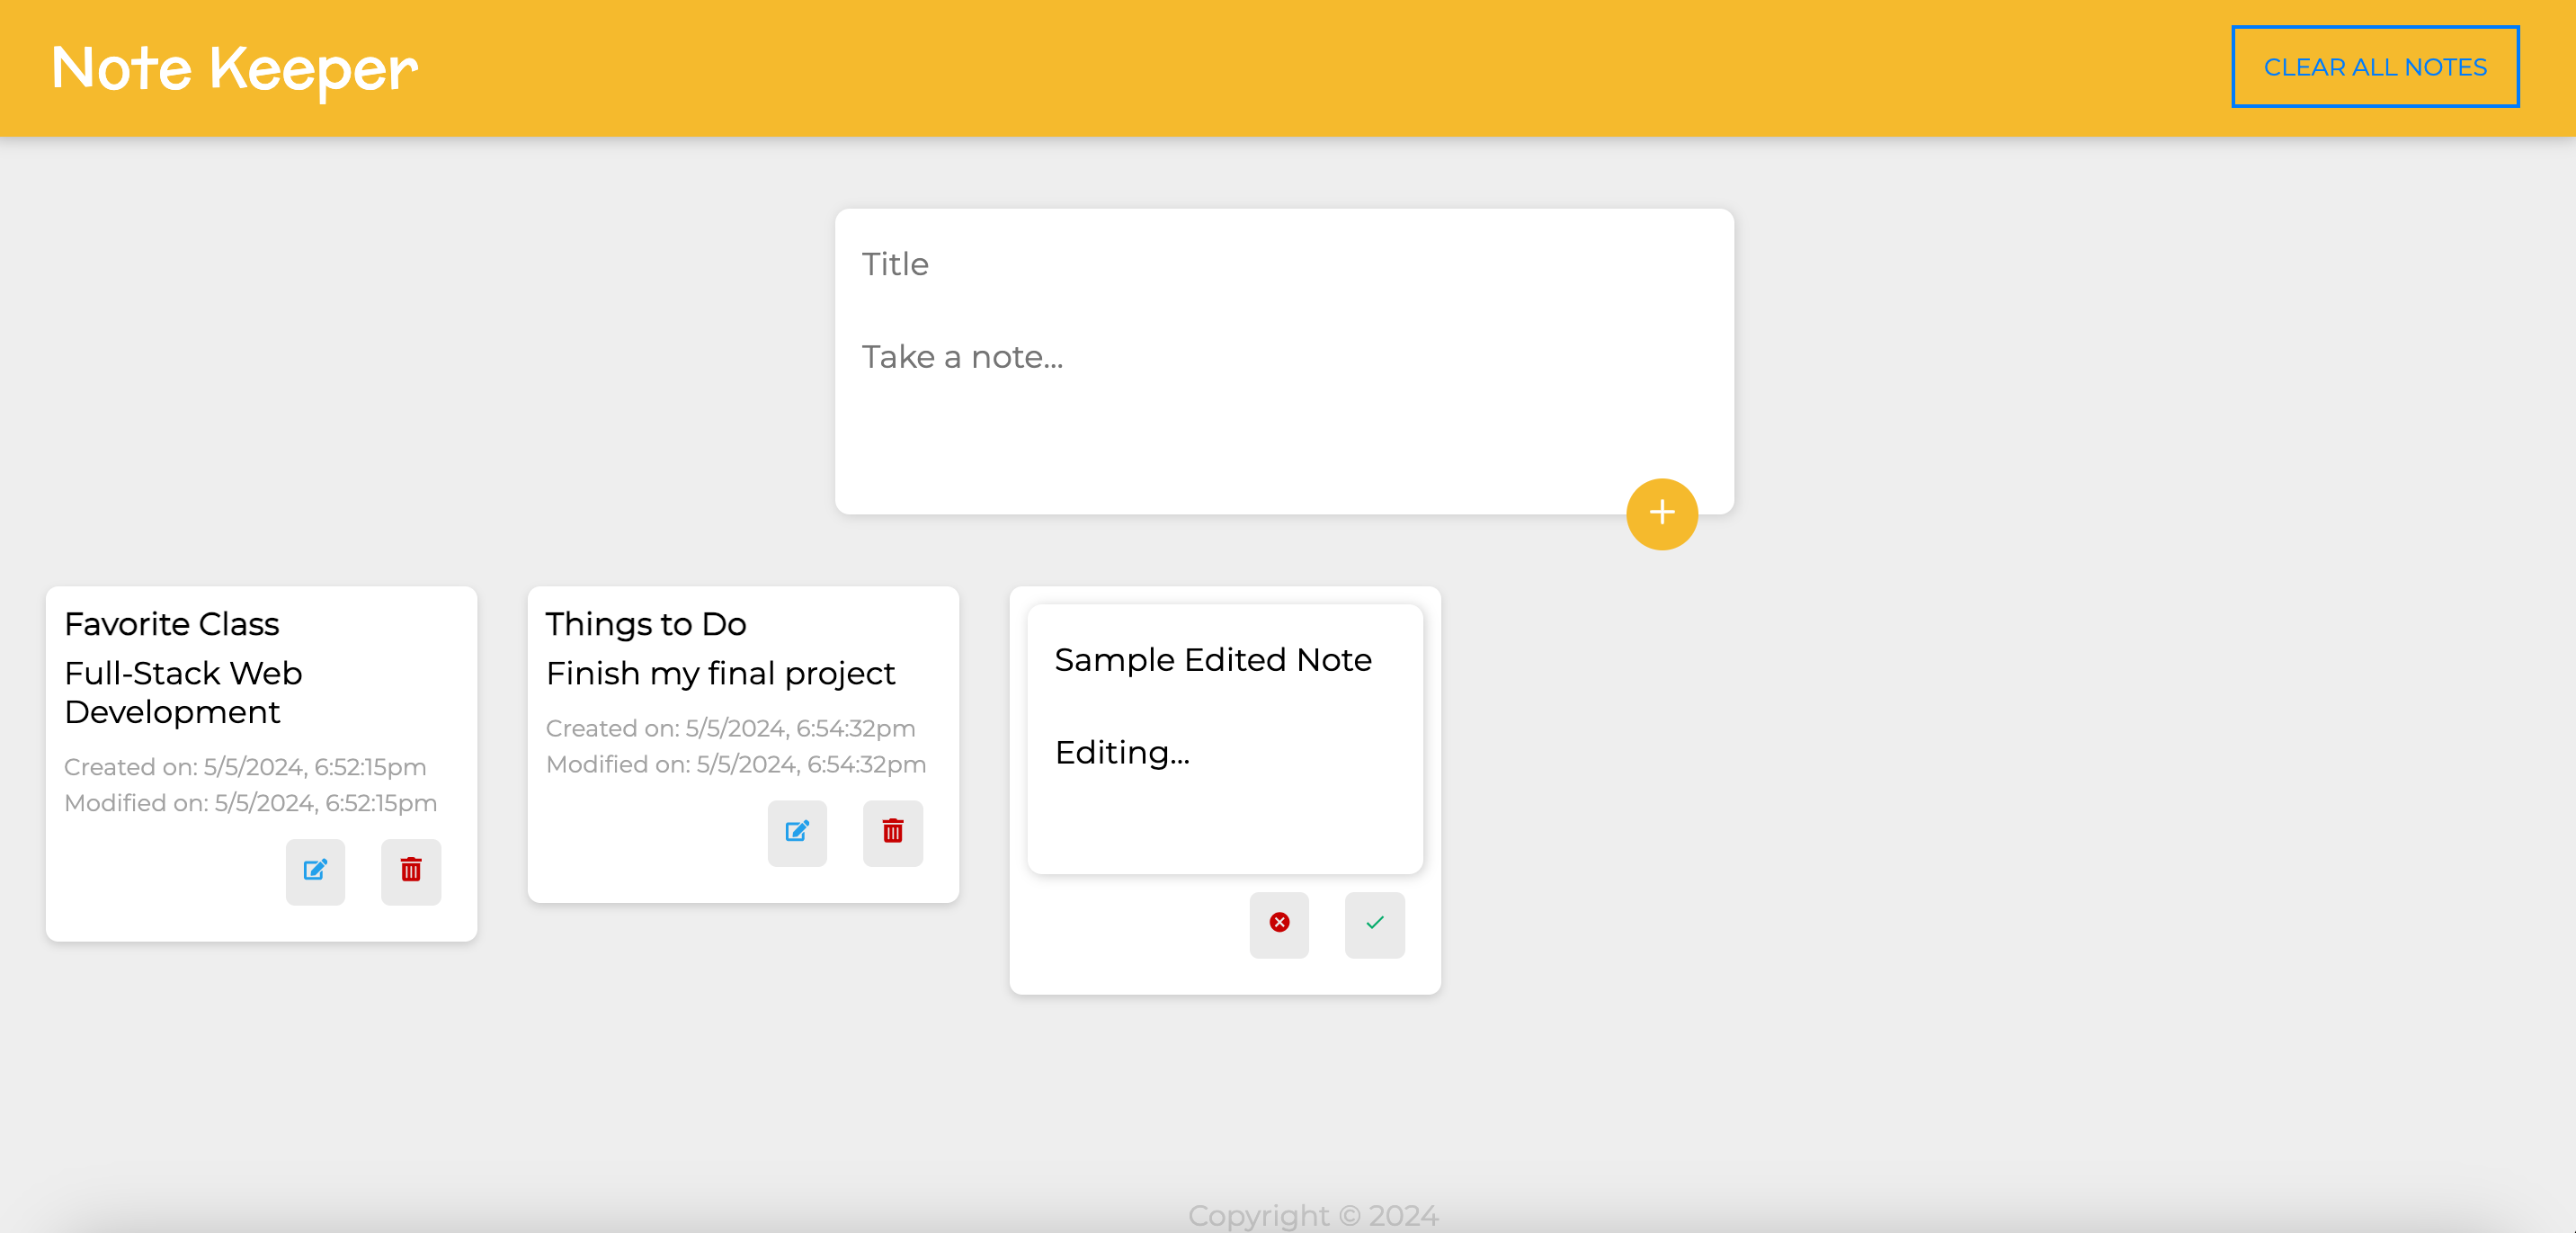 Note Keeper
CLEAR ALL NOTES
Title
Take a note...
Favorite Class
Full-Stack Web
Development
Created on: 5/5/2024, 6:52:15pm
Modified on: 5/5/2024, 6:52:15pm
Things to Do
Finish my final project
Created on: 5/5/2024, 6:54:32pm
Modified on: 5/5/2024, 6:54:32pm
Sample Edited Note
Editing...
Copyright © 2024